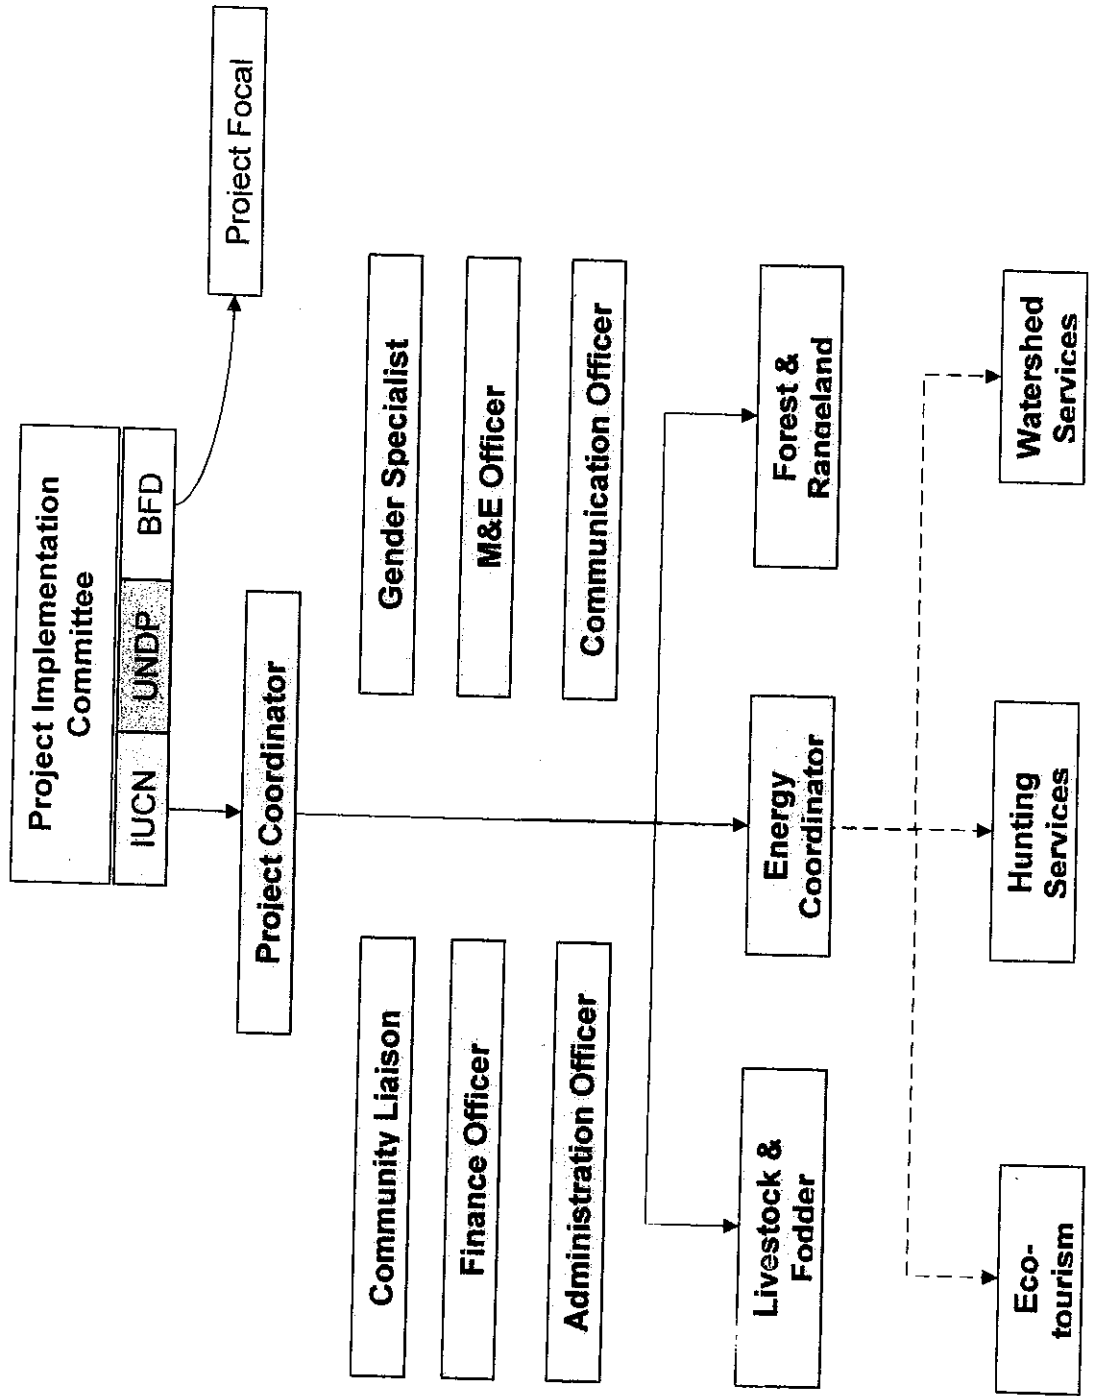 Project Implementation
Committee
IUCN
UNDP
BFD
Project Focal
Project Coordinator
Community Liaison
Gender Specialist
Finance Officer
M&E Officer
Administration Officer
Communication Officer
Livestock &
Fodder
Energy
Coordinator
Forest &
Rangeland
Eco-
tourism
Hunting
Services
Watershed
Services